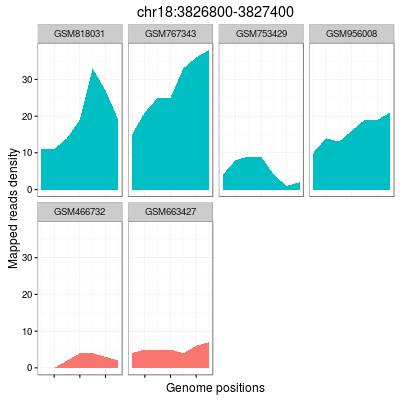 chr18:3826800-3827400
GSM818031 GSM767343 GSM753429 GSM956008
30
20
10
0
GSM466732 GSM663427
30
20
10
0
Mapped reads density
Genome positions